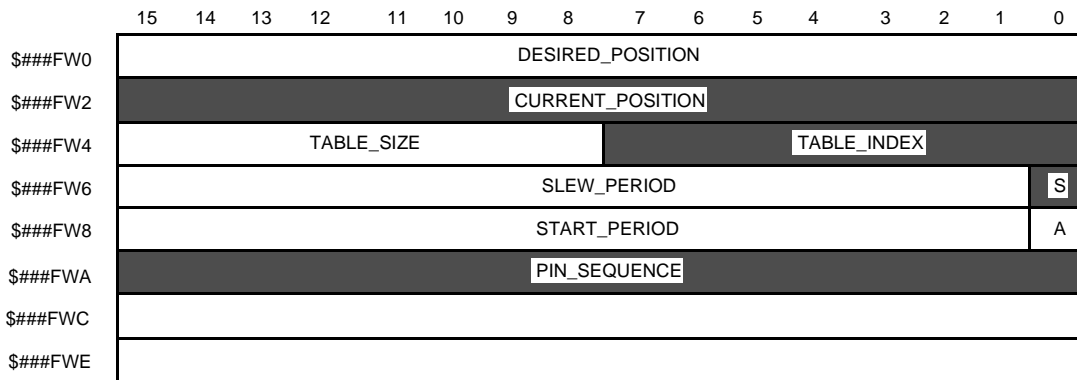 15 14 13 12 11 10 9 8 7 6 5 4 3 2 1 0
$###FW0 DESIRED_POSITION
$###FW2 CURRENT_POSITION
$###FW4 TABLE_SIZE TABLE_INDEX
$###FW6 SLEW_PERIOD S
$###FW8 START_PERIOD A
$###FWA PIN_SEQUENCE
$###FWC
$###FWE